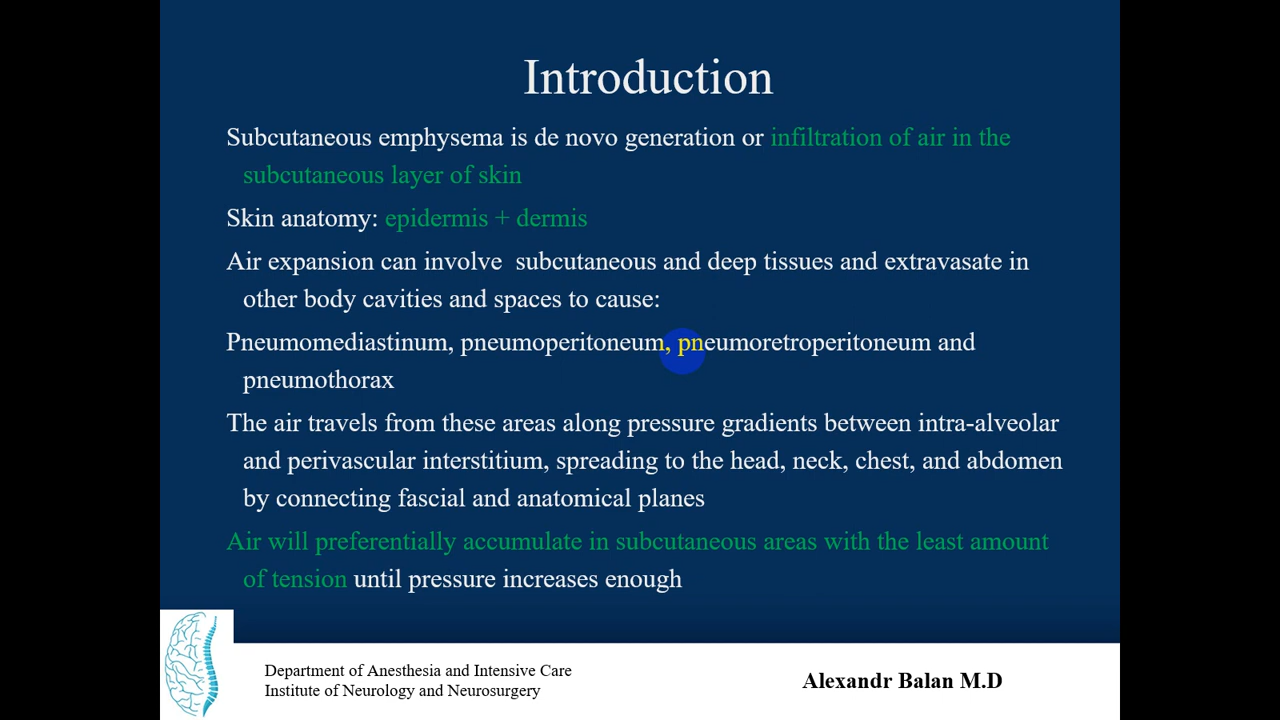 Introduction
Subcutaneous emphysema is de novo generation or infiltration of air in the
subcutaneous layer of skin
Skin anatomy: epidermis + dermis
Air expansion can involve  subcutaneous and deep tissues and extravasate in
other body cavities and spaces to cause:
Pneumomediastinum, pneumoperitoneum, pneumoretroperitoneum and
pneumothorax
The air travels from these areas along pressure gradients between intra-alveolar
and perivascular interstitium, spreading to the head, neck, chest, and abdomen
by connecting fascial and anatomical planes
Air will preferentially accumulate in subcutaneous areas with the least amount
of tension until pressure increases enough
Department of Anesthesia and Intensive Care
Institute of Neurology and Neurosurgery
Alexandr Balan M.D